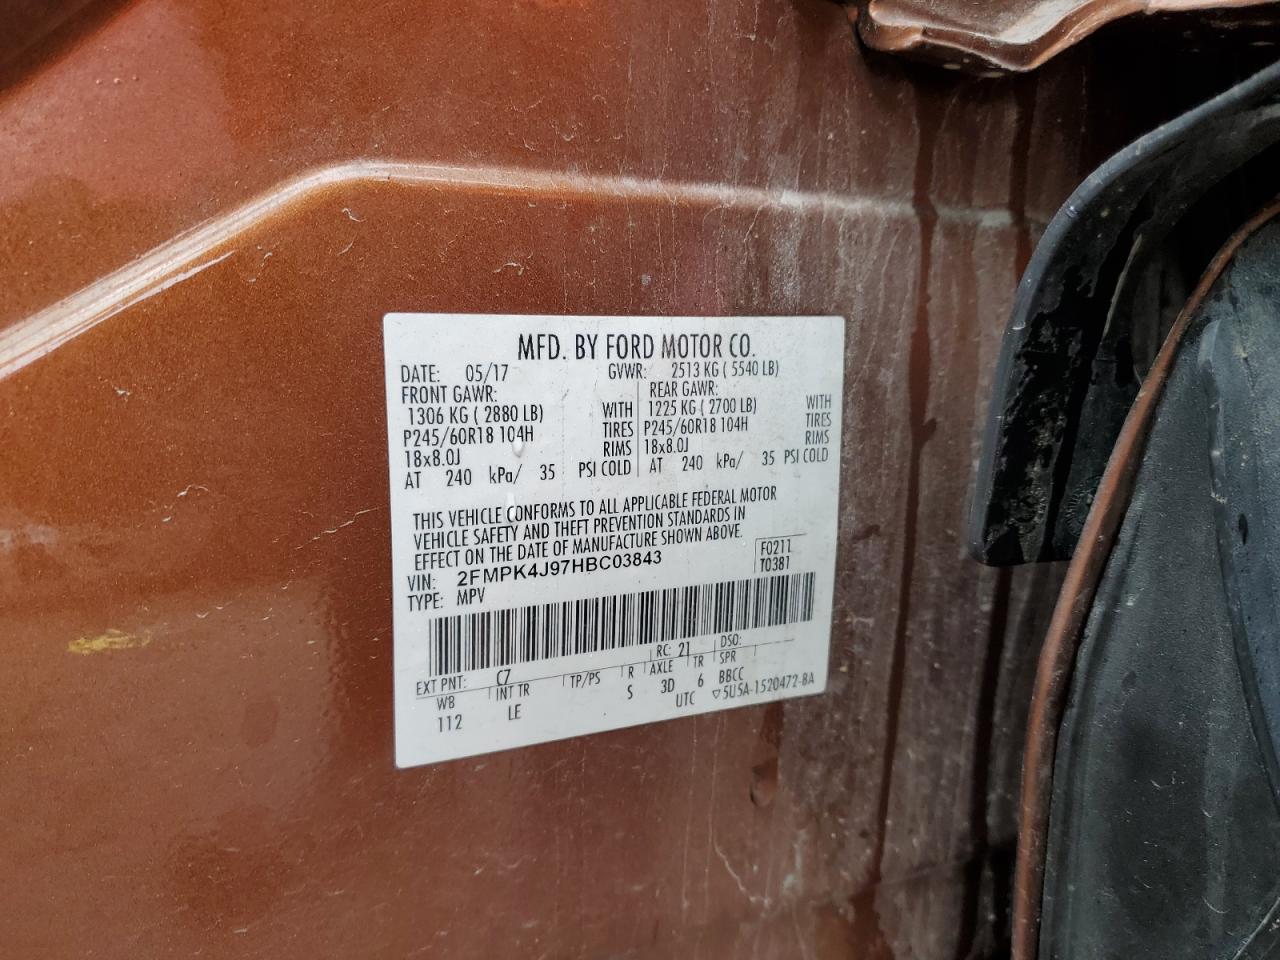 MFD. BY FORD MOTOR CO.
DATE: 05/17 GVWR: 2513 KG ( 5540 LB)
FRONT GAWR: REAR GAWR:
1306 KG ( 2880 LB) WITH 1225 KG ( 2700 LB) WITH
P245/60R18 104H TIRES P245/60R18 104H TIRES
18x8.0J RIMS 18x8.0J RIMS
AT 240 kPa/ 35 PSI COLD AT 240 kPa/ 35 PSI COLD
THIS VEHICLE CONFORMS TO ALL APPLICABLE FEDERAL MOTOR
VEHICLE SAFETY AND THEFT PREVENTION STANDARDS IN
EFFECT ON THE DATE OF MANUFACTURE SHOWN ABOVE.
VIN: 2FMPK4J97HBC03843 F0211
TYPE: MPV T0381
EXT PNT: C7 RC: 21 DSO:
WB INT TR TP/PS R AXLE TR SPR
112 LE S 3D 6 BBCC
UTC ▽5U5A-1520472-BA